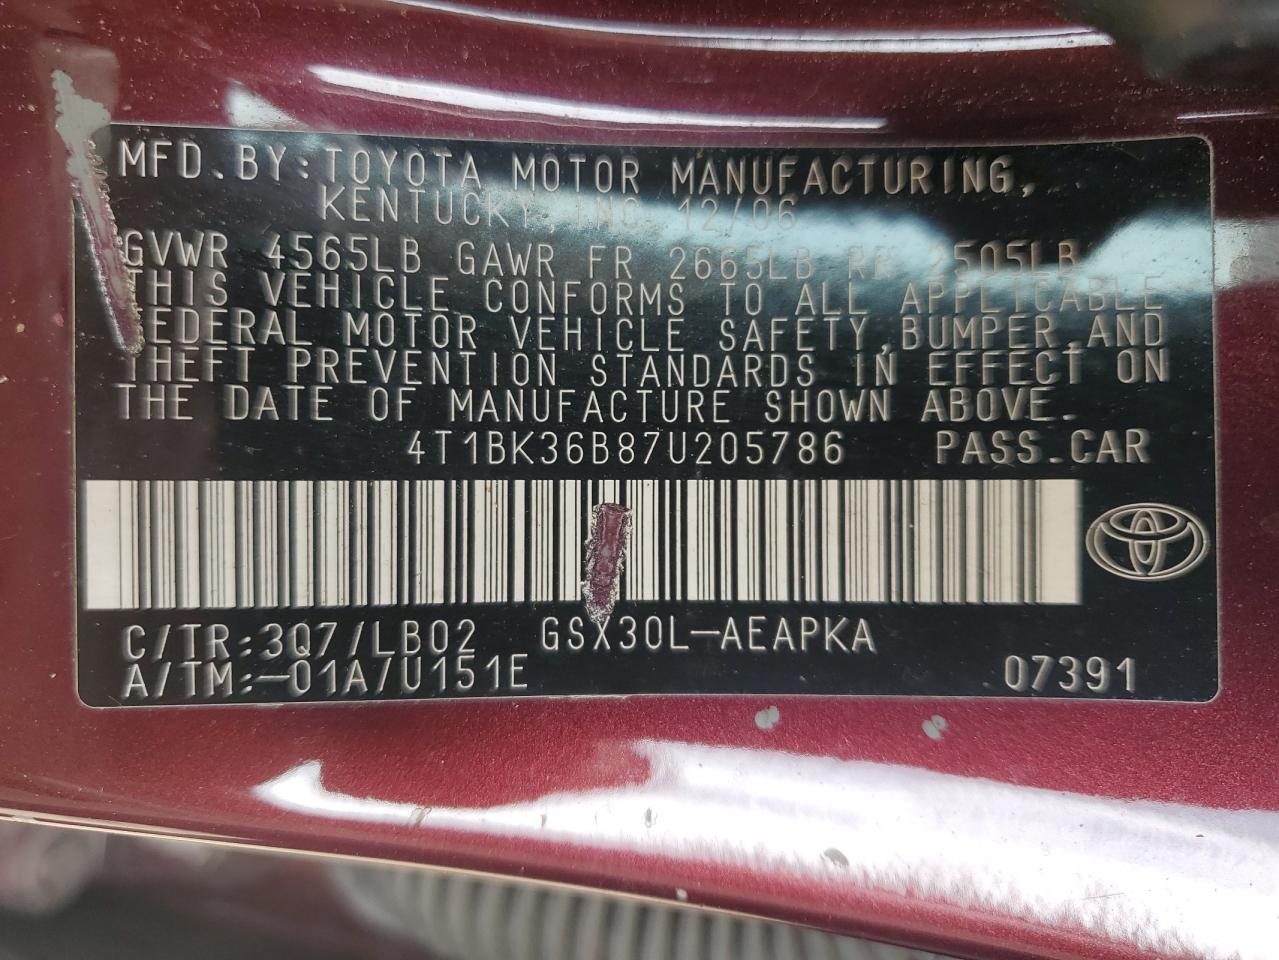 MFD.BY:TOYOTA MOTOR MANUFACTURING,
KENTUCKY,INC. 12/06
GVWR 4565LB GAWR FR 2665LB RR 2505LB
THIS VEHICLE CONFORMS TO ALL APPLICABLE
FEDERAL MOTOR VEHICLE SAFETY,BUMPER,AND
THEFT PREVENTION STANDARDS IN EFFECT ON
THE DATE OF MANUFACTURE SHOWN ABOVE.
4T1BK36B87U205786 PASS.CAR
C/TR:3Q7/LB02 GSX30L-AEAPKA
A/TM:-01A/U151E 07391